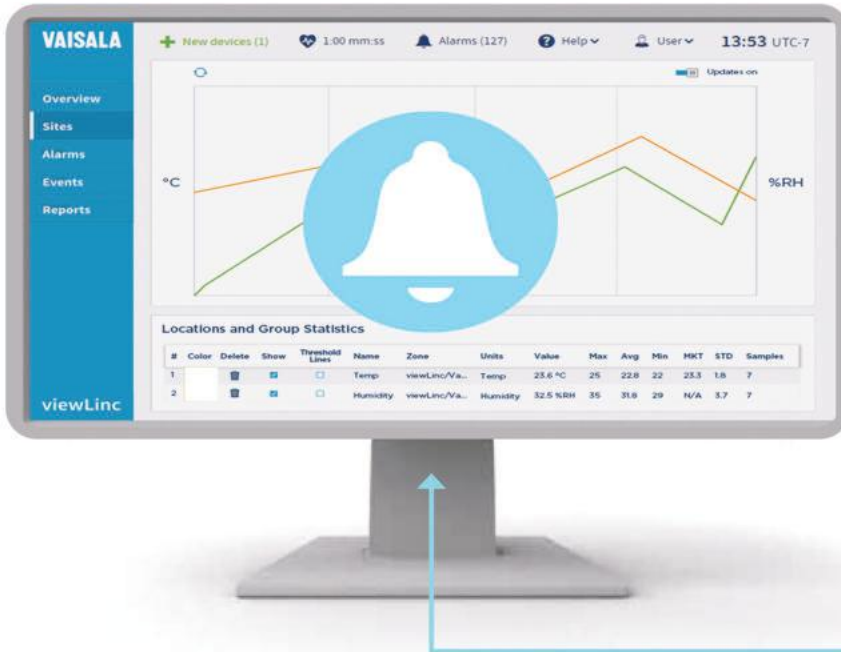 VAISALA
New devices (1) 1:00 mm:ss Alarms (127) Help User 13:53 UTC-7
Updates on
Overview
Sites
Alarms
Events
Reports
°C
%RH
Locations and Group Statistics
# Color Delete Show Threshold Lines Name Zone Units Value Max Avg Min MKT STD Samples
1 Temp viewLinc/Va... Temp 23.6 °C 25 22.8 22 23.3 1.8 7
2 Humidity viewLinc/Va... Humidity 32.5 %RH 35 31.8 29 N/A 3.7 7
viewLinc